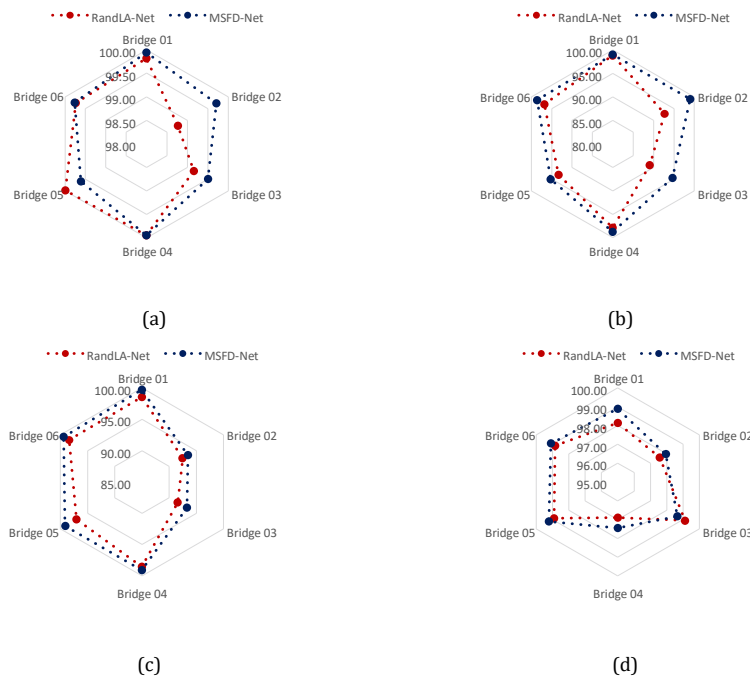 RandLA-Net MSFD-Net
Bridge 01
100.00
99.50
99.00
98.50
98.00
Bridge 02
Bridge 03
Bridge 04
Bridge 05
Bridge 06
(a)
RandLA-Net MSFD-Net
Bridge 01
100.00
95.00
90.00
85.00
80.00
Bridge 02
Bridge 03
Bridge 04
Bridge 05
Bridge 06
(b)
RandLA-Net MSFD-Net
Bridge 01
100.00
95.00
90.00
85.00
Bridge 02
Bridge 03
Bridge 04
Bridge 05
Bridge 06
(c)
RandLA-Net MSFD-Net
Bridge 01
100.00
99.00
98.00
97.00
96.00
95.00
Bridge 02
Bridge 03
Bridge 04
Bridge 05
Bridge 06
(d)